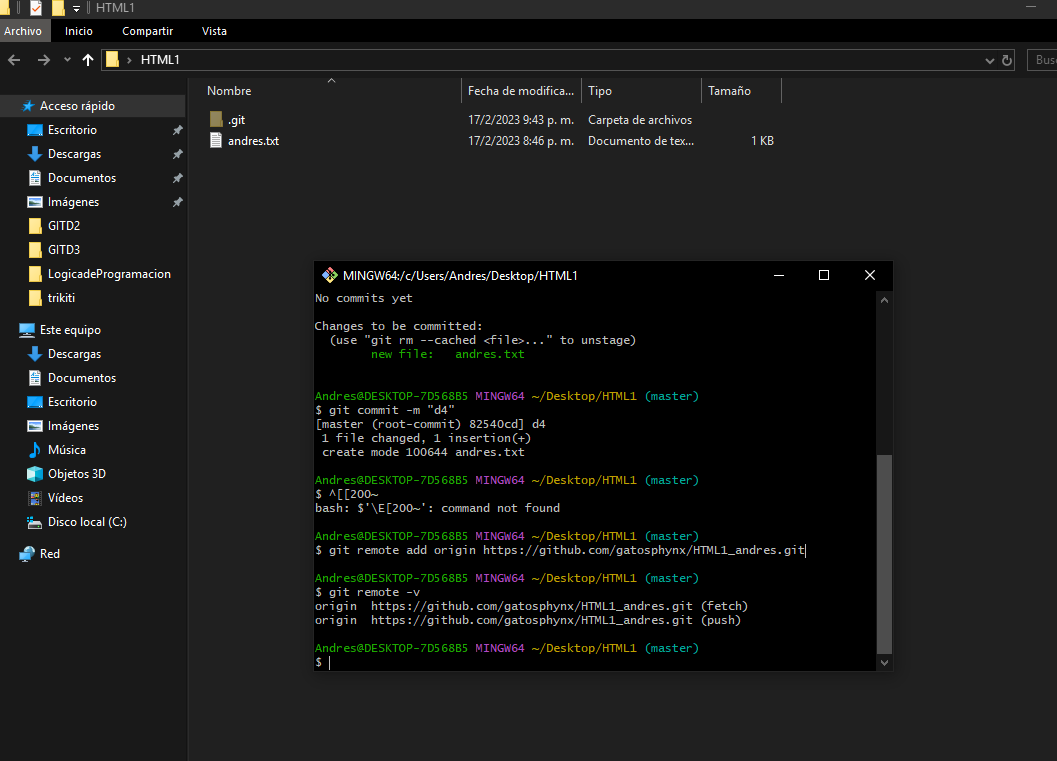 HTML1
Archivo Inicio Compartir Vista
HTML1
Nombre Fecha de modifica... Tipo Tamaño
.git 17/2/2023 9:43 p. m. Carpeta de archivos
andres.txt 17/2/2023 8:46 p. m. Documento de tex... 1 KB
Acceso rápido
Escritorio
Descargas
Documentos
Imágenes
GITD2
GITD3
LogicadeProgramacion
trikiti
Este equipo
Descargas
Documentos
Escritorio
Imágenes
Música
Objetos 3D
Vídeos
Disco local (C:)
Red
MINGW64:/c/Users/Andres/Desktop/HTML1
No commits yet
Changes to be committed:
(use "git rm --cached <file>..." to unstage)
new file: andres.txt
Andres@DESKTOP-7D568B5 MINGW64 ~/Desktop/HTML1 (master)
$ git commit -m "d4"
[master (root-commit) 82540cd] d4
1 file changed, 1 insertion(+)
create mode 100644 andres.txt
Andres@DESKTOP-7D568B5 MINGW64 ~/Desktop/HTML1 (master)
$ ^[[200~
bash: $'\E[200~': command not found
Andres@DESKTOP-7D568B5 MINGW64 ~/Desktop/HTML1 (master)
$ git remote add origin https://github.com/gatosphynx/HTML1_andres.git
Andres@DESKTOP-7D568B5 MINGW64 ~/Desktop/HTML1 (master)
$ git remote -v
origin https://github.com/gatosphynx/HTML1_andres.git (fetch)
origin https://github.com/gatosphynx/HTML1_andres.git (push)
Andres@DESKTOP-7D568B5 MINGW64 ~/Desktop/HTML1 (master)
$